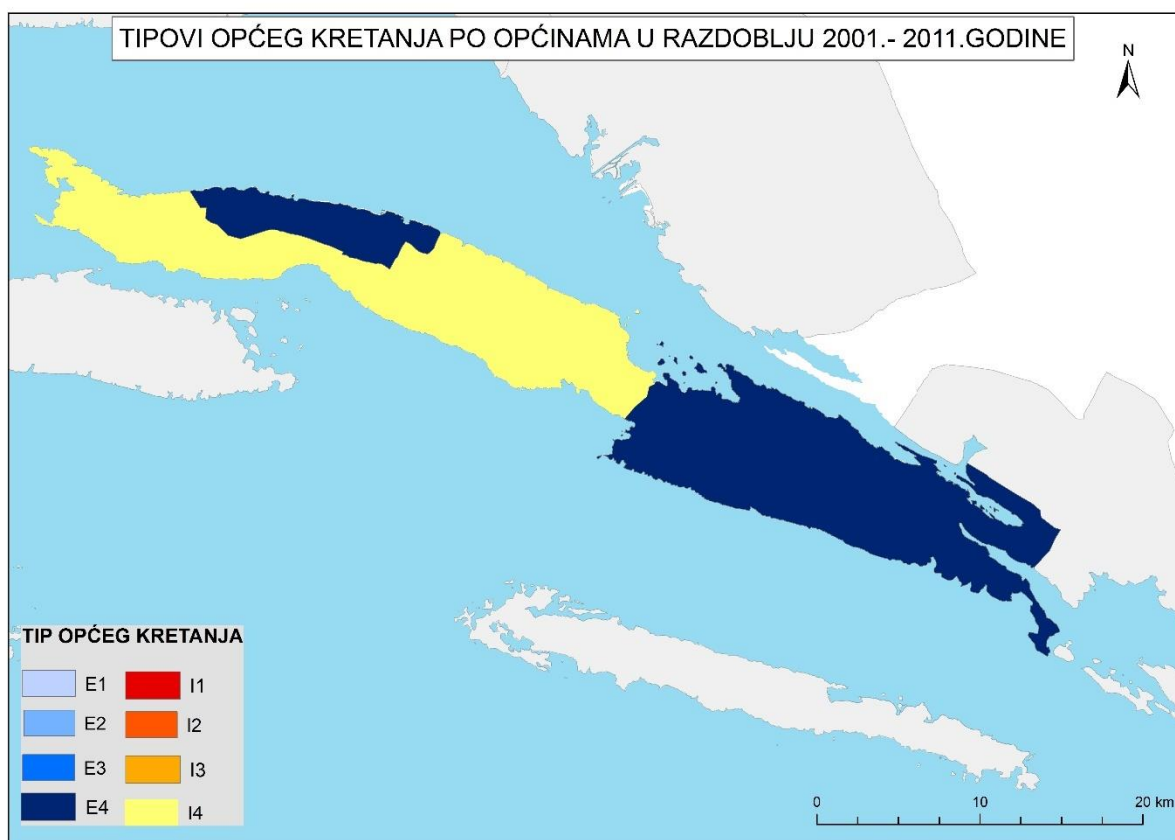 TIPOVI OPĆEG KRETANJA PO OPĆINAMA U RAZDOBLJU 2001.- 2011.GODINE
N
TIP OPĆEG KRETANJA
E1 I1
E2 I2
E3 I3
E4 I4
0 10 20 km